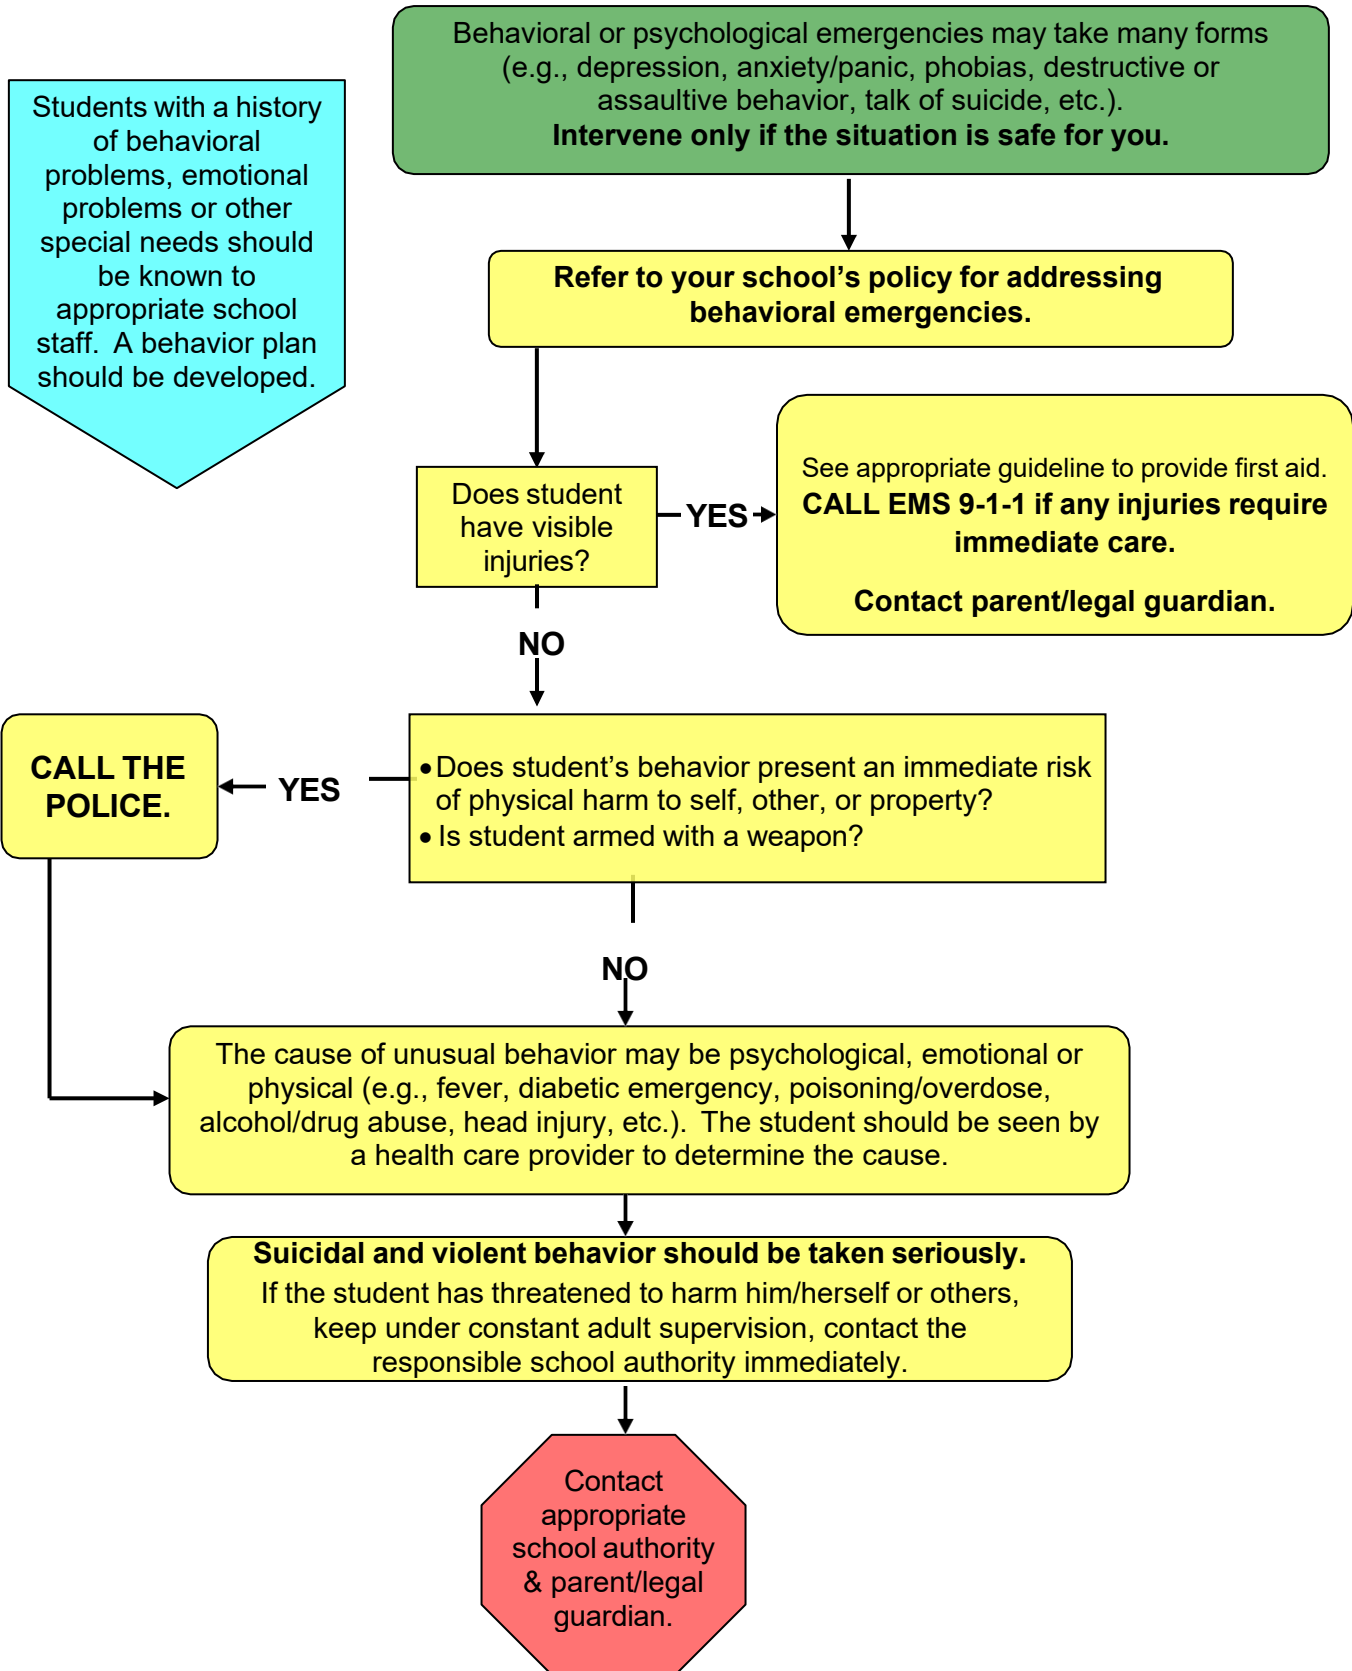 Behavioral or psychological emergencies may take many forms
(e.g., depression, anxiety/panic, phobias, destructive or
assaultive behavior, talk of suicide, etc.).
Intervene only if the situation is safe for you.
Students with a history
of behavioral
problems, emotional
problems or other
special needs should
be known to
appropriate school
staff.  A behavior plan
should be developed.
Refer to your school’s policy for addressing
behavioral emergencies.
Does student
have visible
injuries?
YES
See appropriate guideline to provide first aid.
CALL EMS 9-1-1 if any injuries require
immediate care.
Contact parent/legal guardian.
NO
CALL THE
POLICE.
YES
• Does student’s behavior present an immediate risk
of physical harm to self, other, or property?
• Is student armed with a weapon?
NO
The cause of unusual behavior may be psychological, emotional or
physical (e.g., fever, diabetic emergency, poisoning/overdose,
alcohol/drug abuse, head injury, etc.).  The student should be seen by
a health care provider to determine the cause.
Suicidal and violent behavior should be taken seriously.
If the student has threatened to harm him/herself or others,
keep under constant adult supervision, contact the
responsible school authority immediately.
Contact
appropriate
school authority
& parent/legal
guardian.